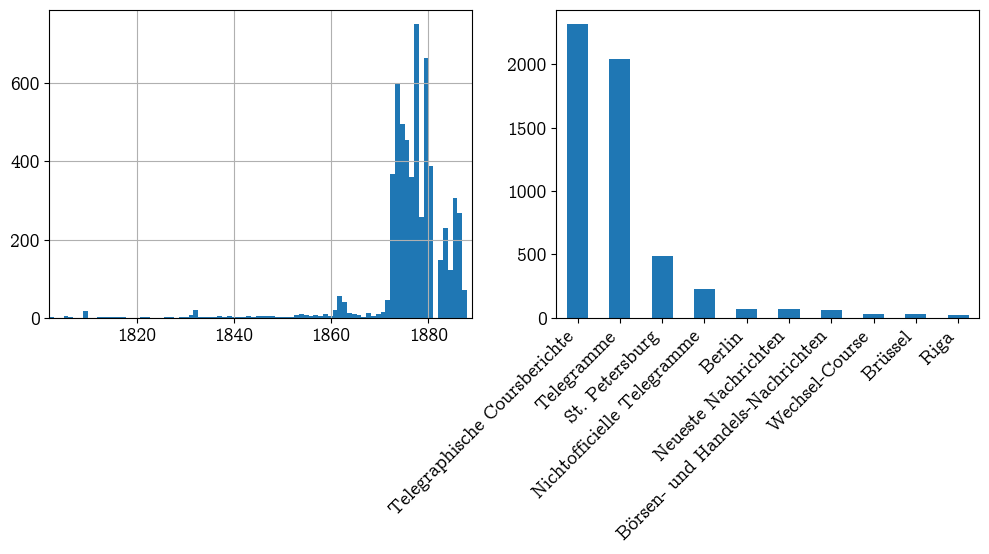 600
400
200
0
1820
1840
1860
1880
2000
1500
1000
500
0
Telegraphische Coursberichte
Telegramme
St. Petersburg
Nichtofficielle Telegramme
Berlin
Neueste Nachrichten
Börsen- und Handels-Nachrichten
Wechsel-Course
Brüssel
Riga